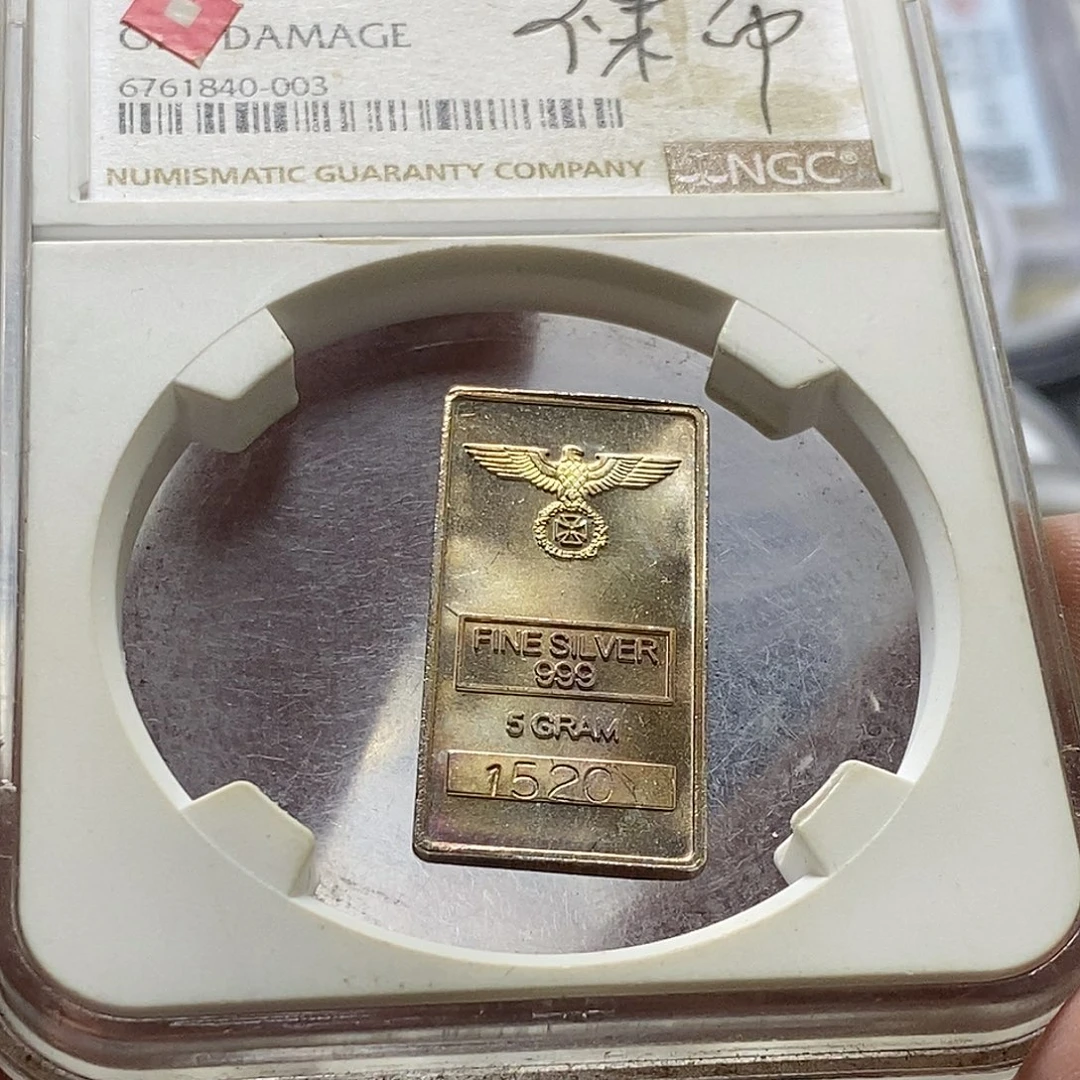 DAMAGE
6761840-003
NUMISMATIC GUARANTY COMPANY
NGC®
FINE SILVER
999
5 GRAM
1520